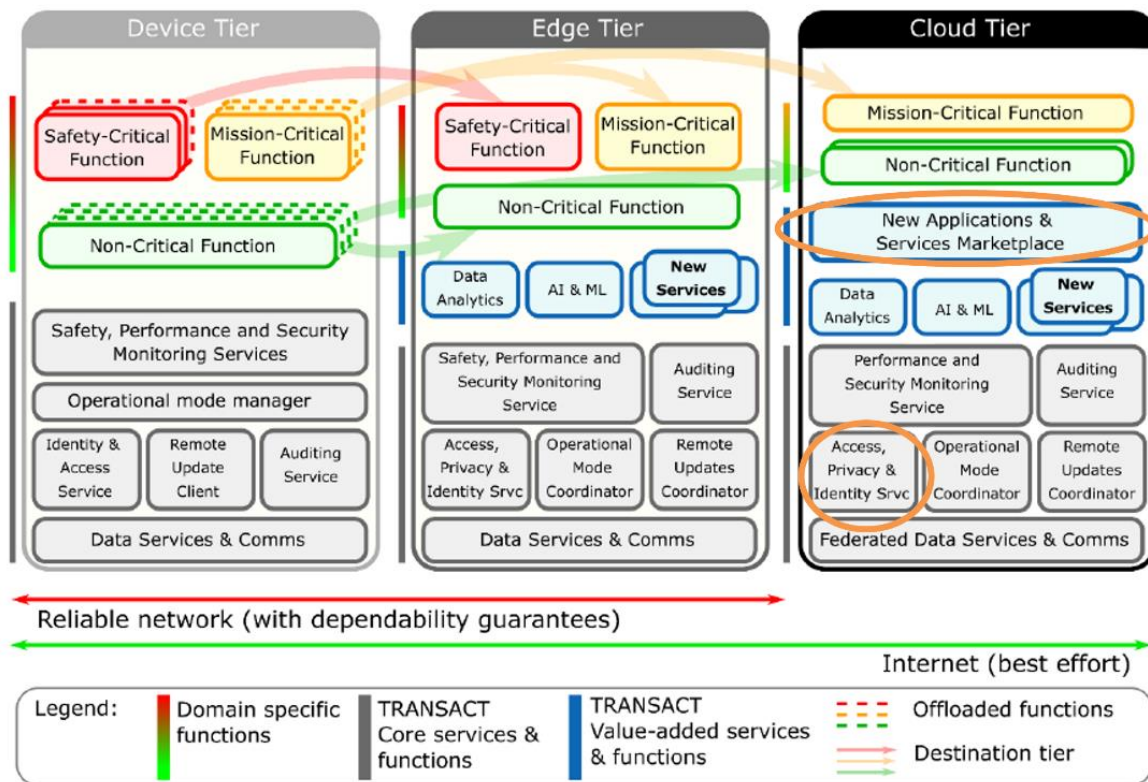 Device Tier
Edge Tier
Cloud Tier
Safety-Critical
Function
Mission-Critical
Function
Non-Critical Function
Safety, Performance and Security
Monitoring Services
Operational mode manager
Identity &
Access
Service
Remote
Update
Client
Auditing
Service
Data Services & Comms
Safety-Critical
Function
Mission-Critical
Function
Non-Critical Function
Data
Analytics
AI & ML
New
Services
Safety, Performance and
Security Monitoring
Service
Auditing
Service
Access,
Privacy &
Identity Srvc
Operational
Mode
Coordinator
Remote
Updates
Coordinator
Data Services & Comms
Mission-Critical Function
Non-Critical Function
New Applications &
Services Marketplace
Data
Analytics
AI & ML
New
Services
Performance and
Security Monitoring
Service
Auditing
Service
Access,
Privacy &
Identity Srvc
Operational
Mode
Coordinator
Remote
Updates
Coordinator
Federated Data Services & Comms
Reliable network (with dependability guarantees)
Internet (best effort)
Legend:
Domain specific
functions
TRANSACT
Core services &
functions
TRANSACT
Value-added services
& functions
Offloaded functions
Destination tier